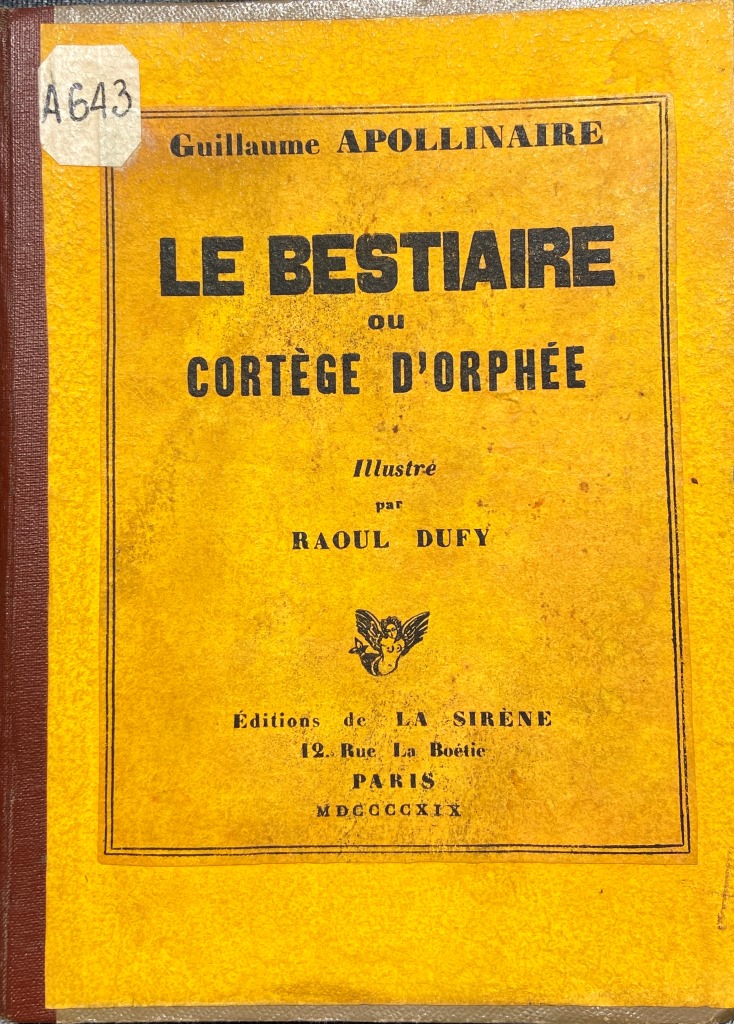 A643
Guillaume APOLLINAIRE
LE BESTIAIRE
OU
CORTÈGE D'ORPHÉE
Illustré
par
RAOUL DUFY
Éditions de LA SIRÈNE
12. Rue La Boétie
PARIS
MDCCCCXIX